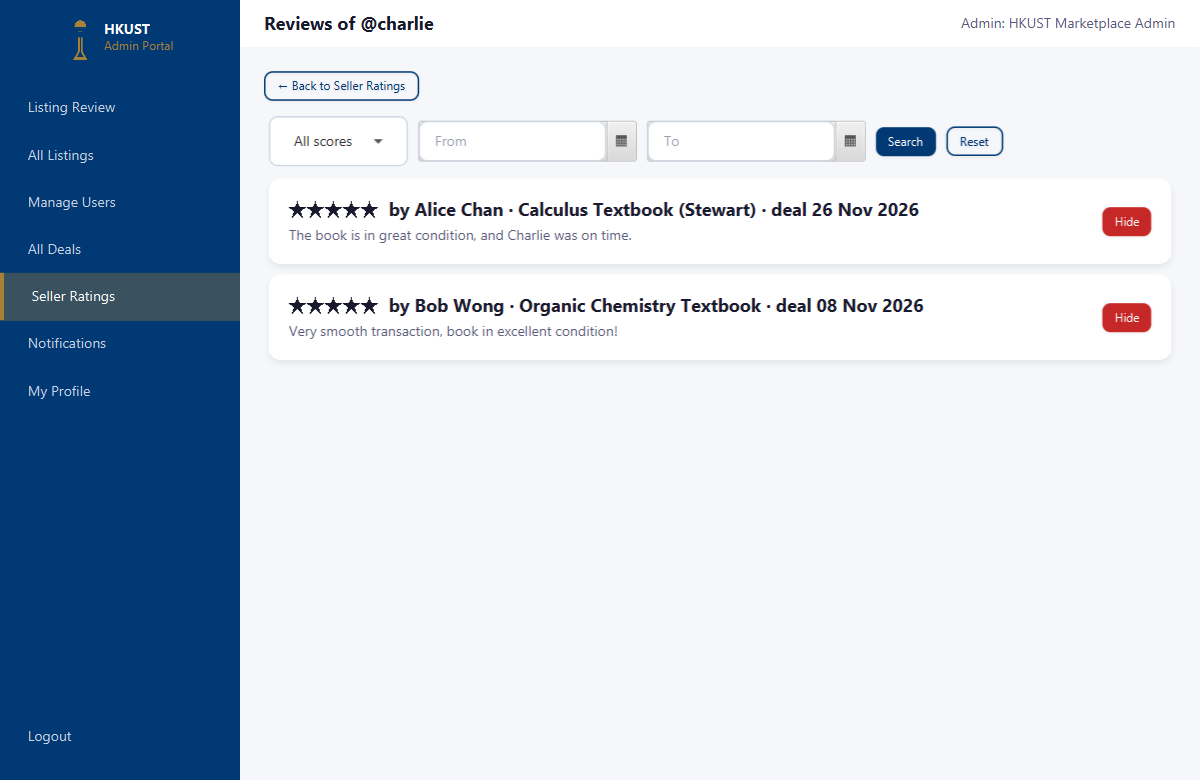 HKUST
Admin Portal
Listing Review
All Listings
Manage Users
All Deals
Seller Ratings
Notifications
My Profile
Logout
Reviews of @charlie
Admin: HKUST Marketplace Admin
← Back to Seller Ratings
All scores
From
To
Search
Reset
★★★★★ by Alice Chan · Calculus Textbook (Stewart) · deal 26 Nov 2026
The book is in great condition, and Charlie was on time.
Hide
★★★★★ by Bob Wong · Organic Chemistry Textbook · deal 08 Nov 2026
Very smooth transaction, book in excellent condition!
Hide